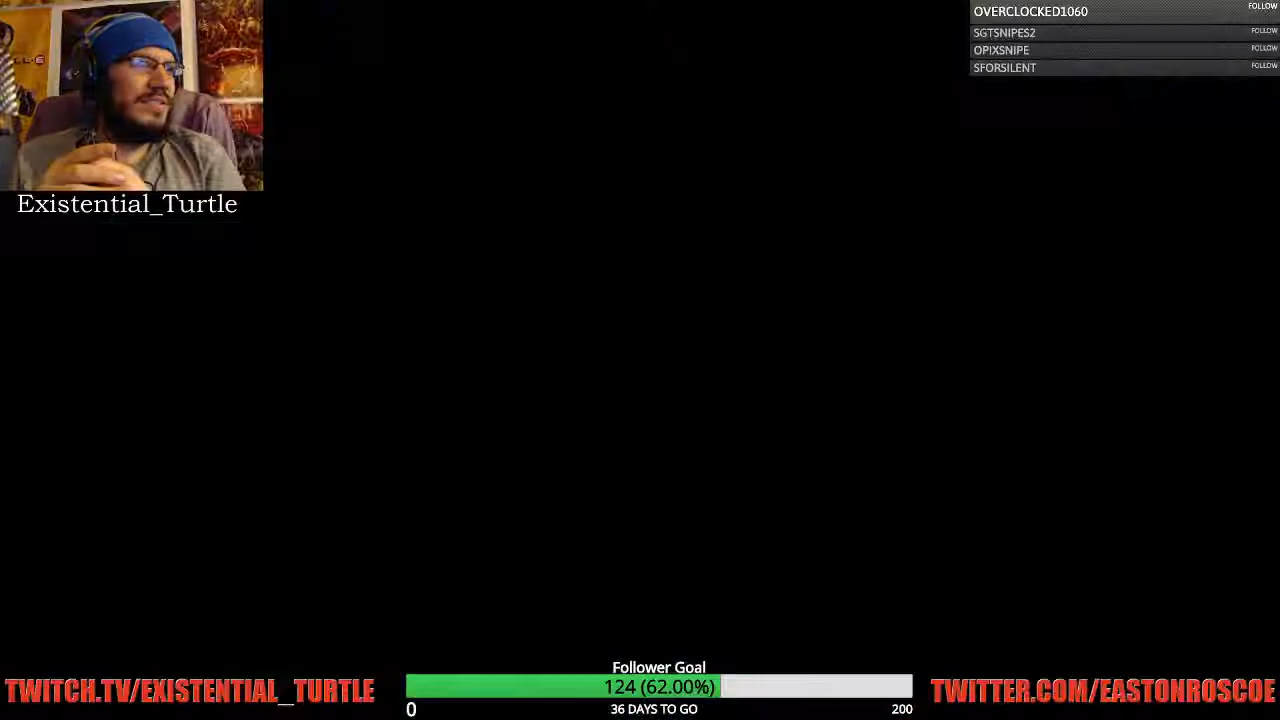 OVERCLOCKED1060 FOLLOW
SGTSNIPES2 FOLLOW
OPIXSNIPE FOLLOW
SFORSILENT FOLLOW
Existential_Turtle
Follower Goal
124 (62.00%)
0 36 DAYS TO GO 200
TWITCH.TV/EXISTENTIAL_TURTLE
TWITTER.COM/EASTONROSCOE